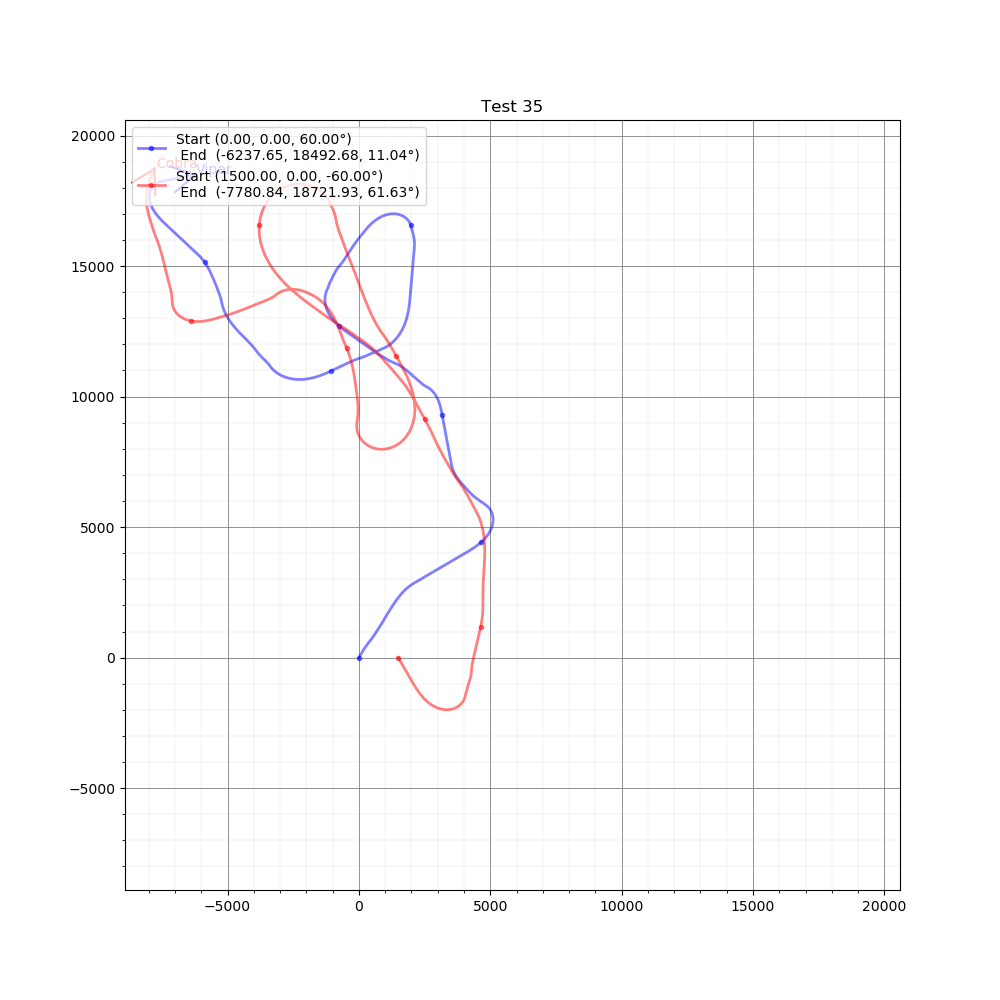 Test 35
Start (0.00, 0.00, 60.00°)
End (-6237.65, 18492.68, 11.04°)
Start (1500.00, 0.00, -60.00°)
End (-7780.84, 18721.93, 61.63°)
Cobra
Viper
20000
15000
10000
5000
0
−5000
−5000
0
5000
10000
15000
20000